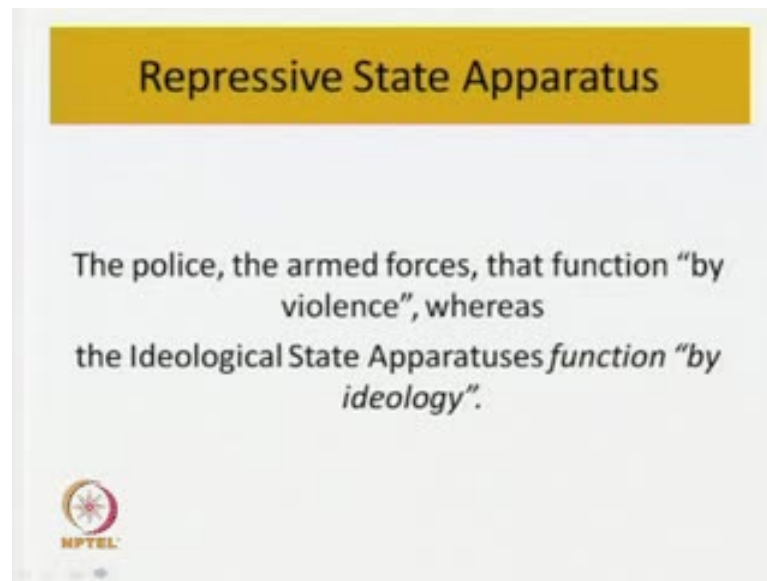 Repressive State Apparatus
The police, the armed forces, that function “by
violence”, whereas
the Ideological State Apparatuses function “by
ideology”.
NPTEL